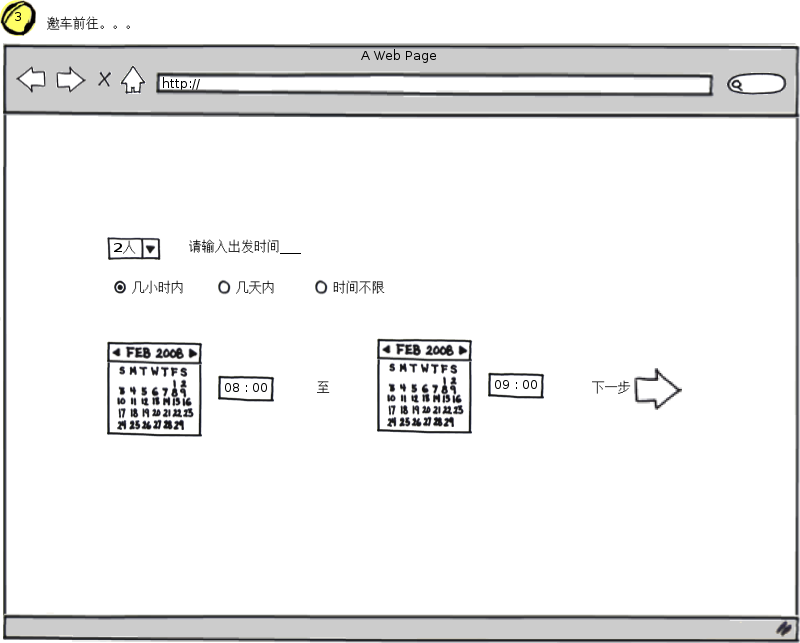 3
邀车前往。。。
A Web Page
http://
2人 请输入出发时间___
几小时内 几天内 时间不限
FEB 2008
S M T W T F S
1 2
3 4 5 6 7 8 9
10 11 12 13 14 15 16
17 18 19 20 21 22 23
24 25 26 27 28 29
08 : 00
至
FEB 2008
S M T W T F S
1 2
3 4 5 6 7 8 9
10 11 12 13 14 15 16
17 18 19 20 21 22 23
24 25 26 27 28 29
09 : 00
下一步